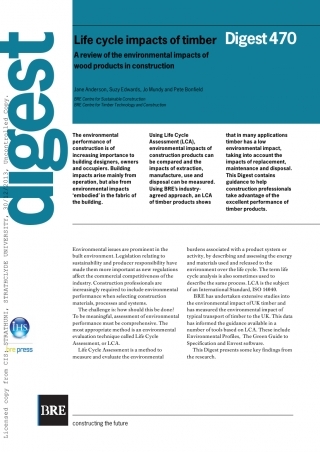 Licensed copy from CIS: STRATHUNI, STRATHCLYDE UNIVERSITY, 30/11/2013, Uncontrolled Copy.
digest
Life cycle impacts of timber
Digest 470
A review of the environmental impacts of
wood products in construction
Jane Anderson, Suzy Edwards, Jo Mundy and Pete Bonfield
BRE Centre for Sustainable Construction
BRE Centre for Timber Technology and Construction
The environmental
performance of
construction is of
increasing importance to
building designers, owners
and occupiers. Building
impacts arise mainly from
operation, but also from
environmental impacts
‘embodied’ in the fabric of
the building.
Using Life Cycle
Assessment (LCA),
environmental impacts of
construction products can
be compared and the
impacts of extraction,
manufacture, use and
disposal can be measured.
Using BRE's industry-
agreed approach, an LCA
of timber products shows
that in many applications
timber has a low
environmental impact,
taking into account the
impacts of replacement,
maintenance and disposal.
This Digest contains
guidance to help
construction professionals
take advantage of the
excellent performance of
timber products.
Environmental issues are prominent in the
built environment. Legislation relating to
sustainability and producer responsibility have
made them more important as new regulations
affect the commercial competitiveness of the
industry. Construction professionals are
increasingly required to include environmental
performance when selecting construction
materials, processes and systems.
The challenge is how should this be done?
To be meaningful, assessment of environmental
performance must be comprehensive. The
most appropriate method is an environmental
evaluation technique called Life Cycle
Assessment, or LCA.
Life Cycle Assessment is a method to
measure and evaluate the environmental
burdens associated with a product system or
activity, by describing and assessing the energy
and materials used and released to the
environment over the life cycle. The term life
cycle analysis is also sometimes used to
describe the same process. LCA is the subject
of an International Standard, ISO 14040.
BRE has undertaken extensive studies into
the environmental impact of UK timber and
has measured the environmental impact of
typical transport of timber to the UK. This data
has informed the guidance available in a
number of tools based on LCA. These include
Environmental Profiles, The Green Guide to
Specification and Envest software.
This Digest presents some key findings from
the research.
IHS
bre press
BRE
constructing the future